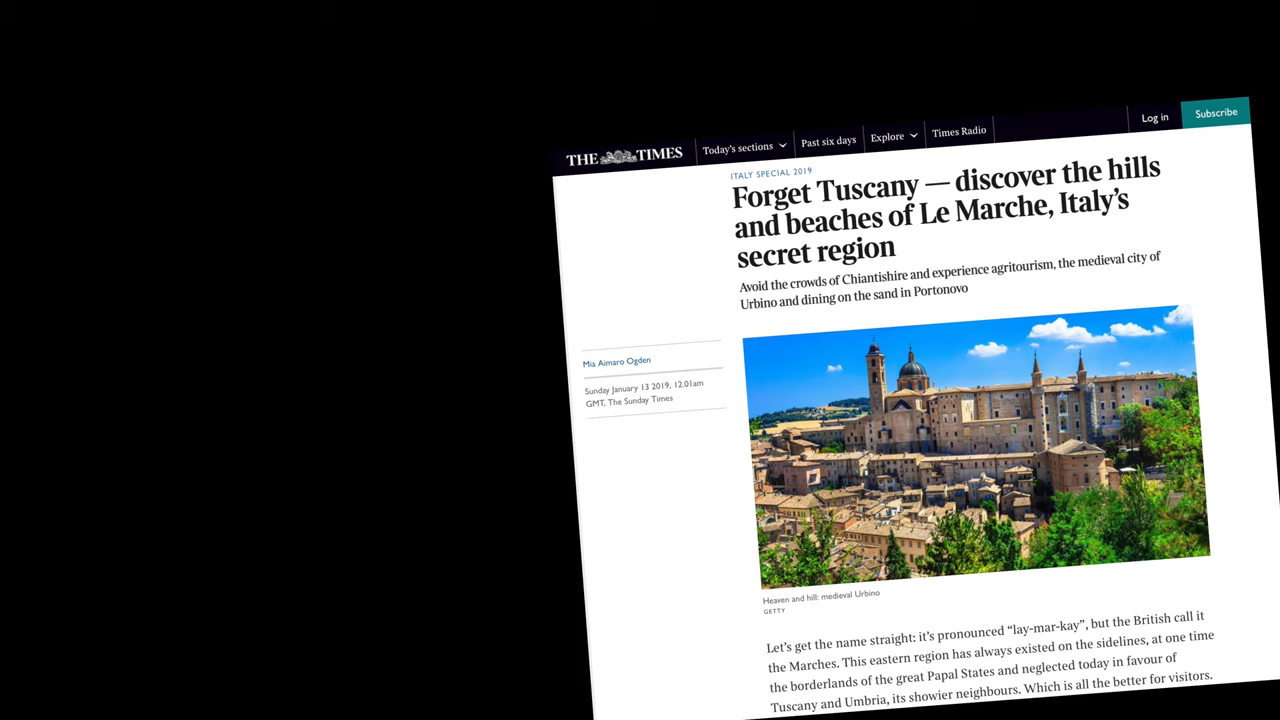 THE TIMES
Today's sections
Past six days
Explore
Times Radio
Log in
Subscribe
ITALY SPECIAL 2019
Forget Tuscany — discover the hills
and beaches of Le Marche, Italy's
secret region
Avoid the crowds of Chiantishire and experience agritourism, the medieval city of
Urbino and dining on the sand in Portonovo
Mia Aimaro Ogden
Sunday January 13 2019, 12.01am
GMT, The Sunday Times
Heaven and hill: medieval Urbino
GETTY
Let's get the name straight: it's pronounced “lay-mar-kay”, but the British call it
the Marches. This eastern region has always existed on the sidelines, at one time
the borderlands of the great Papal States and neglected today in favour of
Tuscany and Umbria, its showier neighbours. Which is all the better for visitors.